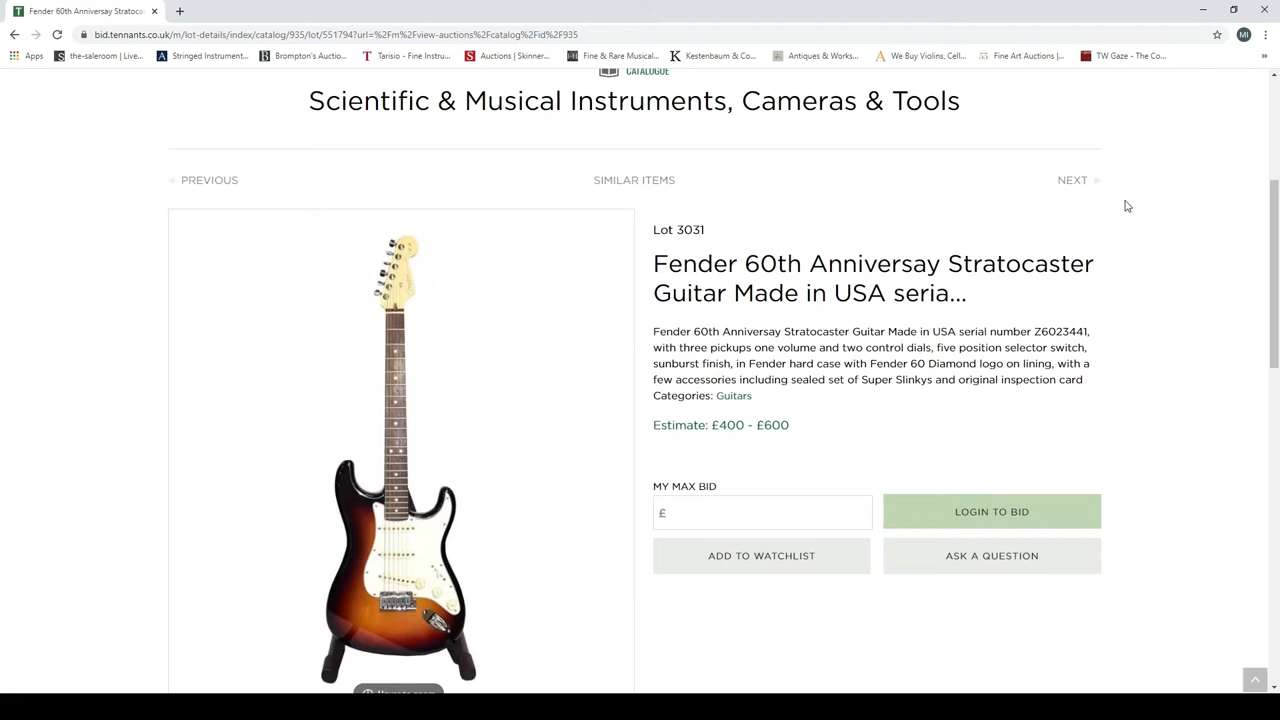 Fender 60th Anniversay Stratocas
bid.tennants.co.uk/m/lot-details/index/catalog/935/lot/551794?url=%2Fm%2Fview-auctions%2Fcatalog%2Fid%2F935
MI
Apps
the-saleroom | Live...
Stringed Instrument...
Brompton's Auctio...
Tarisio - Fine Instru...
Auctions | Skinner...
Fine & Rare Musical...
Kestenbaum & Co...
Antiques & Works...
We Buy Violins, Cell...
Fine Art Auctions |...
TW Gaze - The Co...
»
CATALOGUE
Scientific & Musical Instruments, Cameras & Tools
PREVIOUS
SIMILAR ITEMS
NEXT
Lot 3031
Fender 60th Anniversay Stratocaster
Guitar Made in USA seria...
Fender 60th Anniversay Stratocaster Guitar Made in USA serial number Z6023441,
with three pickups one volume and two control dials, five position selector switch,
sunburst finish, in Fender hard case with Fender 60 Diamond logo on lining, with a
few accessories including sealed set of Super Slinkys and original inspection card
Categories: Guitars
Estimate: £400 - £600
MY MAX BID
£
LOGIN TO BID
ADD TO WATCHLIST
ASK A QUESTION